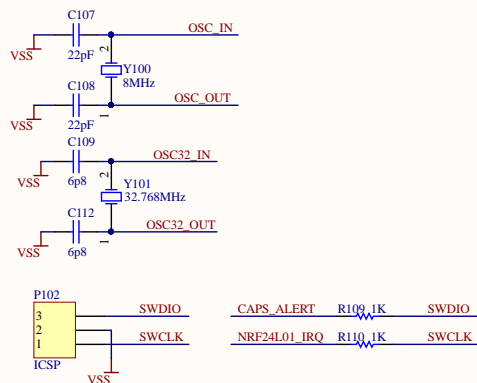 C107
OSC_IN
VSS
22pF
2
Y100
8MHz
C108
OSC_OUT
VSS
22pF
1
C109
OSC32_IN
VSS
6p8
2
Y101
32.768MHz
C112
OSC32_OUT
VSS
6p8
1
P102
3
SWDIO
2
1
SWCLK
ICSP
VSS
CAPS_ALERT R109 1K SWDIO
NRF24L01_IRQ R110 1K SWCLK